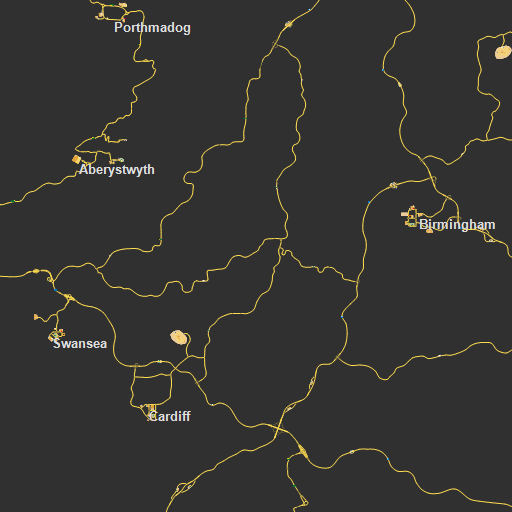 Porthmadog
Aberystwyth
Birmingham
Swansea
Cardiff